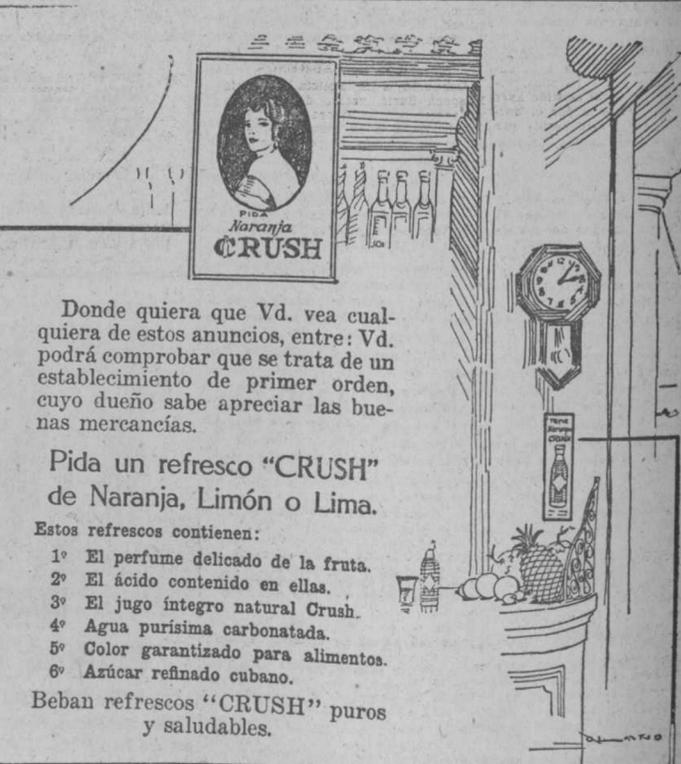 PIDA
Naranja
CRUSH
Donde quiera que Vd. vea cual-
quiera de estos anuncios, entre: Vd.
podrá comprobar que se trata de un
establecimiento de primer orden,
cuyo dueño sabe apreciar las bue-
nas mercancías.
Pida un refresco "CRUSH"
de Naranja, Limón o Lima.
Estos refrescos contienen:
1º El perfume delicado de la fruta.
2º El ácido contenido en ellas.
3º El jugo íntegro natural Crush.
4º Agua purísima carbonatada.
5º Color garantizado para alimentos.
6º Azúcar refinado cubano.
Beban refrescos "CRUSH" puros
y saludables.
Naranja
CRUSH